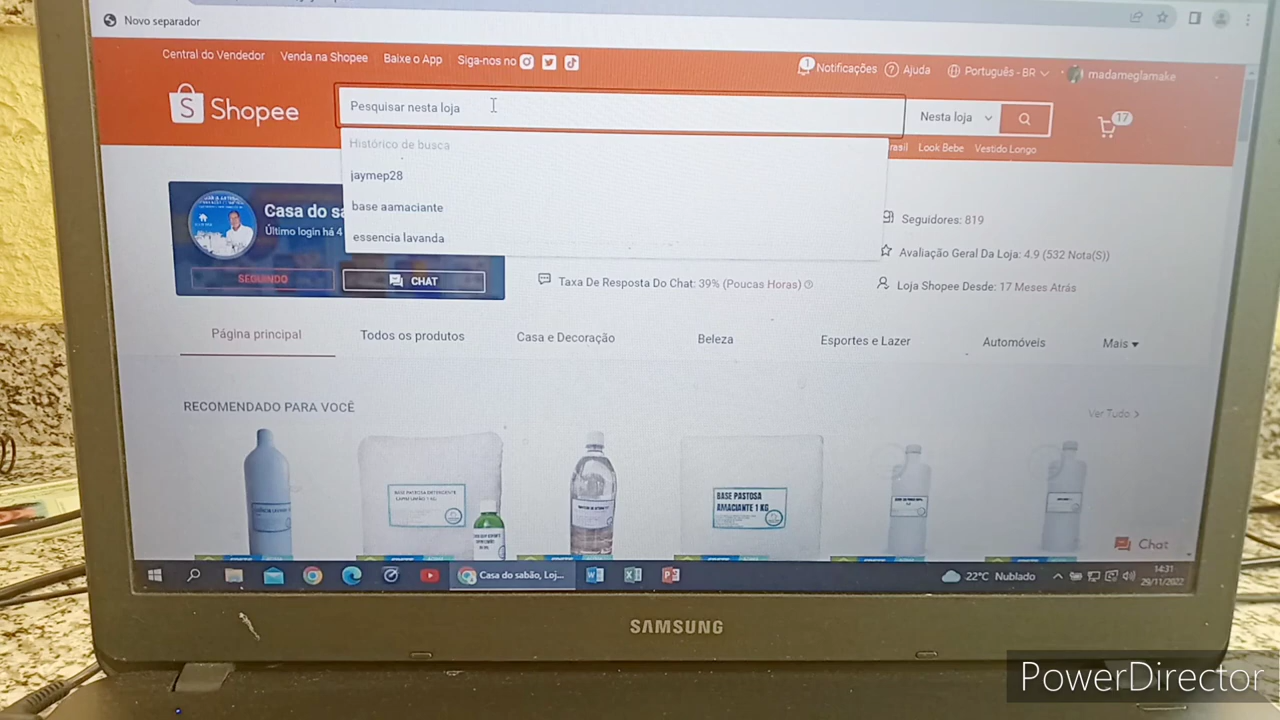 Novo separador
Central do Vendedor Venda na Shopee Baixe o App Siga-nos no
1 Notificações ? Ajuda Português - BR madameglamake
S Shopee
Pesquisar nesta loja
Nesta loja
17
Histórico de busca
Look Bebe Vestido Longo
jaymep28
base aamaciante
essencia lavanda
Casa do
Último login há 4
SEGUINDO
CHAT
Seguidores: 819
Avaliação Geral Da Loja: 4.9 (532 Nota(S))
Taxa De Resposta Do Chat: 39% (Poucas Horas)
Loja Shopee Desde: 17 Meses Atrás
Página principal Todos os produtos Casa e Decoração Beleza Esportes e Lazer Automóveis Mais
RECOMENDADO PARA VOCÊ
Ver Tudo >
BASE PASTOSA
AMACIANTE 1 KG
Chat
Casa do sabão, Loj...
22°C Nublado
14:31
29/11/2022
SAMSUNG
PowerDirector